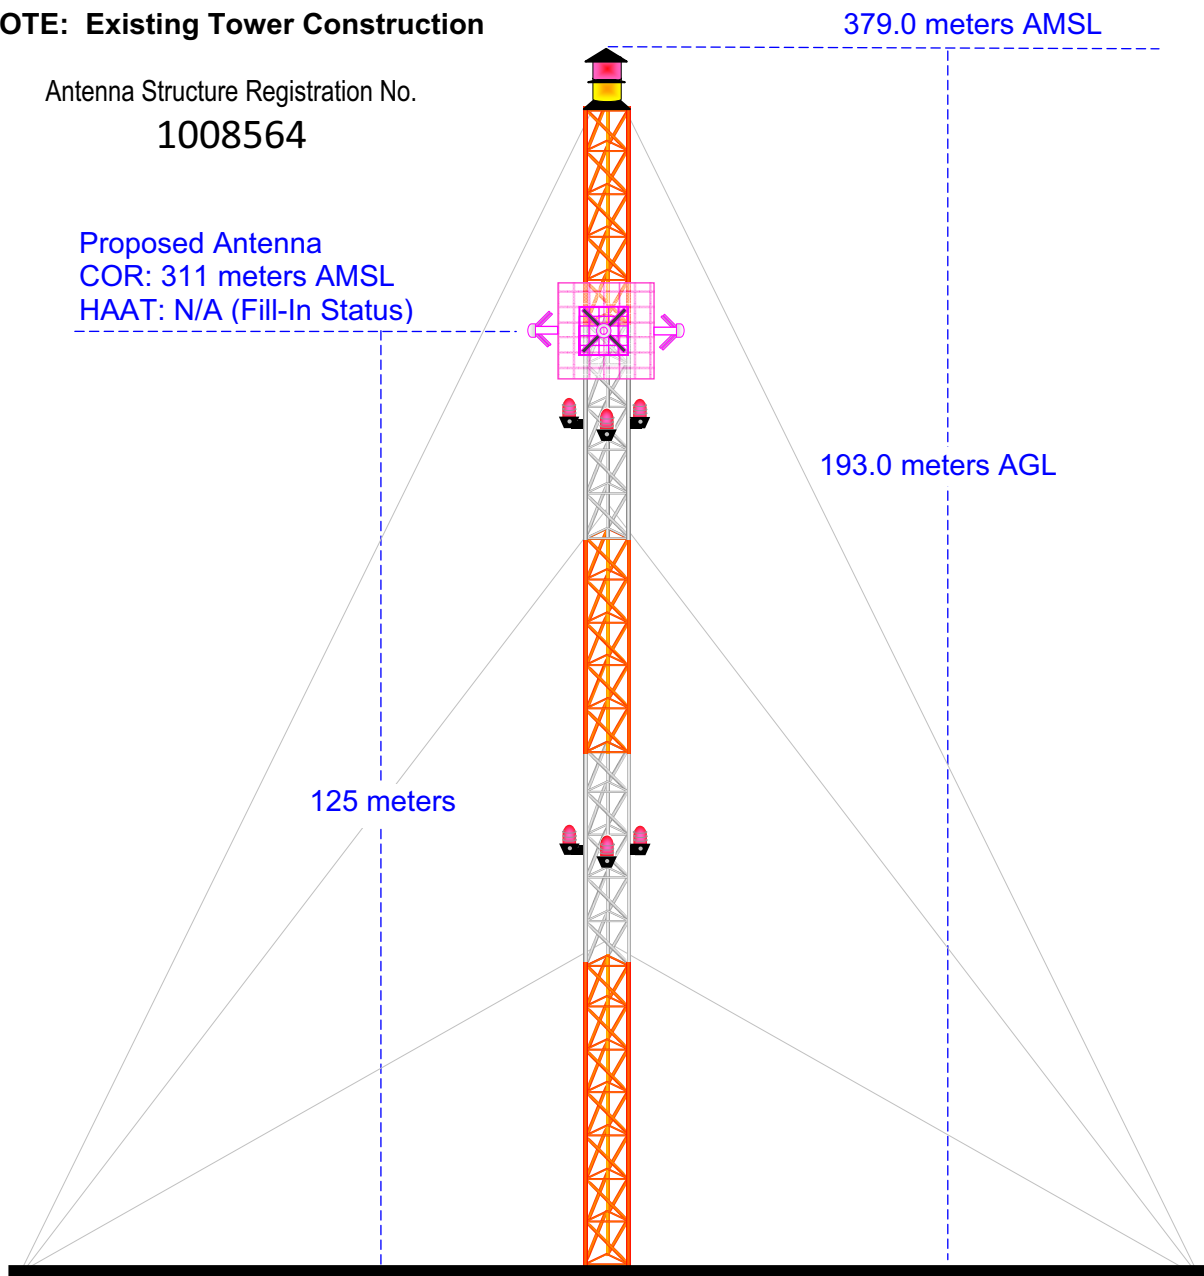 OTE: Existing Tower Construction
379.0 meters AMSL
Antenna Structure Registration No.
1008564
Proposed Antenna
COR: 311 meters AMSL
HAAT: N/A (Fill-In Status)
193.0 meters AGL
125 meters